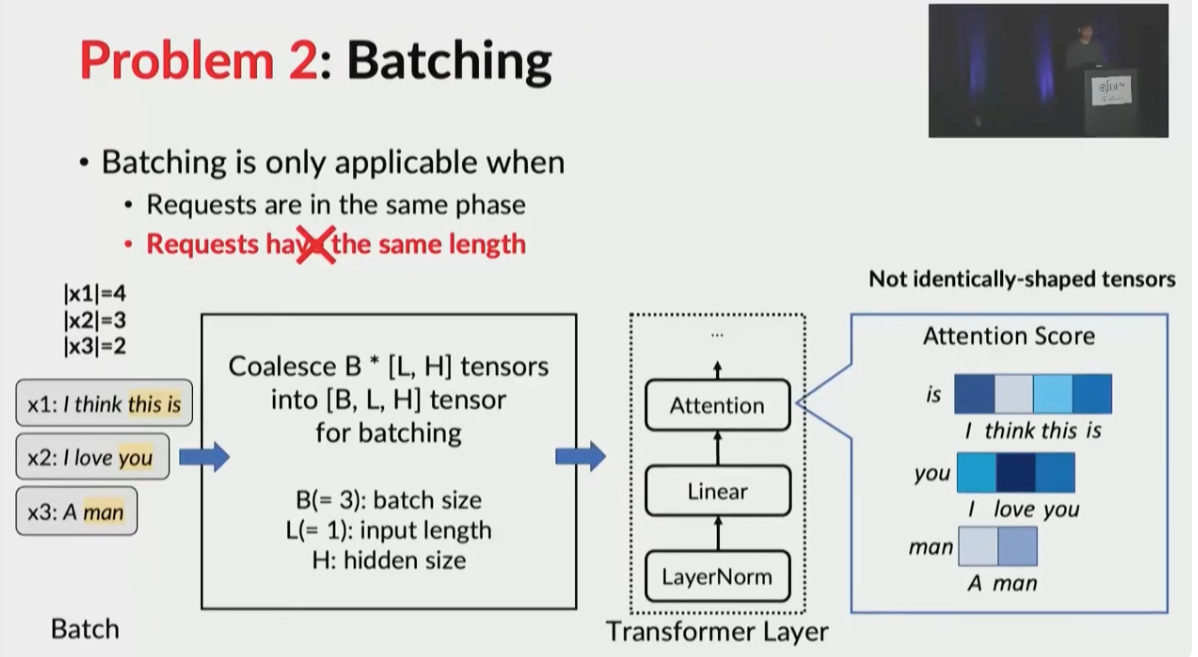 Problem 2: Batching
• Batching is only applicable when
• Requests are in the same phase
• Requests have the same length
|x1|=4
|x2|=3
|x3|=2
x1: I think this is
x2: I love you
x3: A man
Batch
Coalesce B * [L, H] tensors
into [B, L, H] tensor
for batching
B(= 3): batch size
L(= 1): input length
H: hidden size
...
Attention
Linear
LayerNorm
Transformer Layer
Not identically-shaped tensors
Attention Score
is
I think this is
you
I love you
man
A man